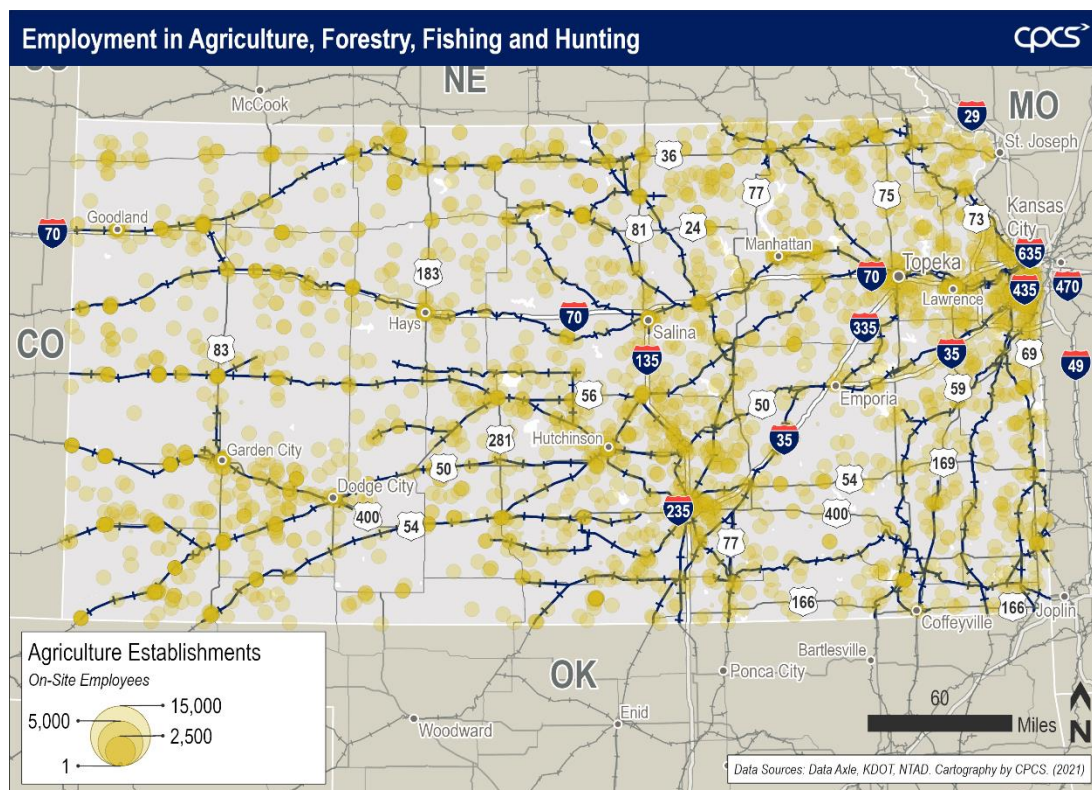 Employment in Agriculture, Forestry, Fishing and Hunting
cpcs
NE
MO
McCook
29
St. Joseph
36
77
75
73
Kansas
City
Goodland
70
81
24
Manhattan
635
183
Topeka
70
Lawrence
435
470
Hays
70
Salina
335
CO
83
135
35
69
49
56
50
Emporia
59
281
Hutchinson
35
Garden City
50
169
54
Dodge City
400
54
235
400
77
166
166
Joplin
Coffeyville
Agriculture Establishments
On-Site Employees
15,000
5,000
2,500
1
OK
Bartlesville
Ponca City
Woodward
Enid
60
Miles
N
Data Sources: Data Axle, KDOT, NTAD. Cartography by CPCS. (2021)